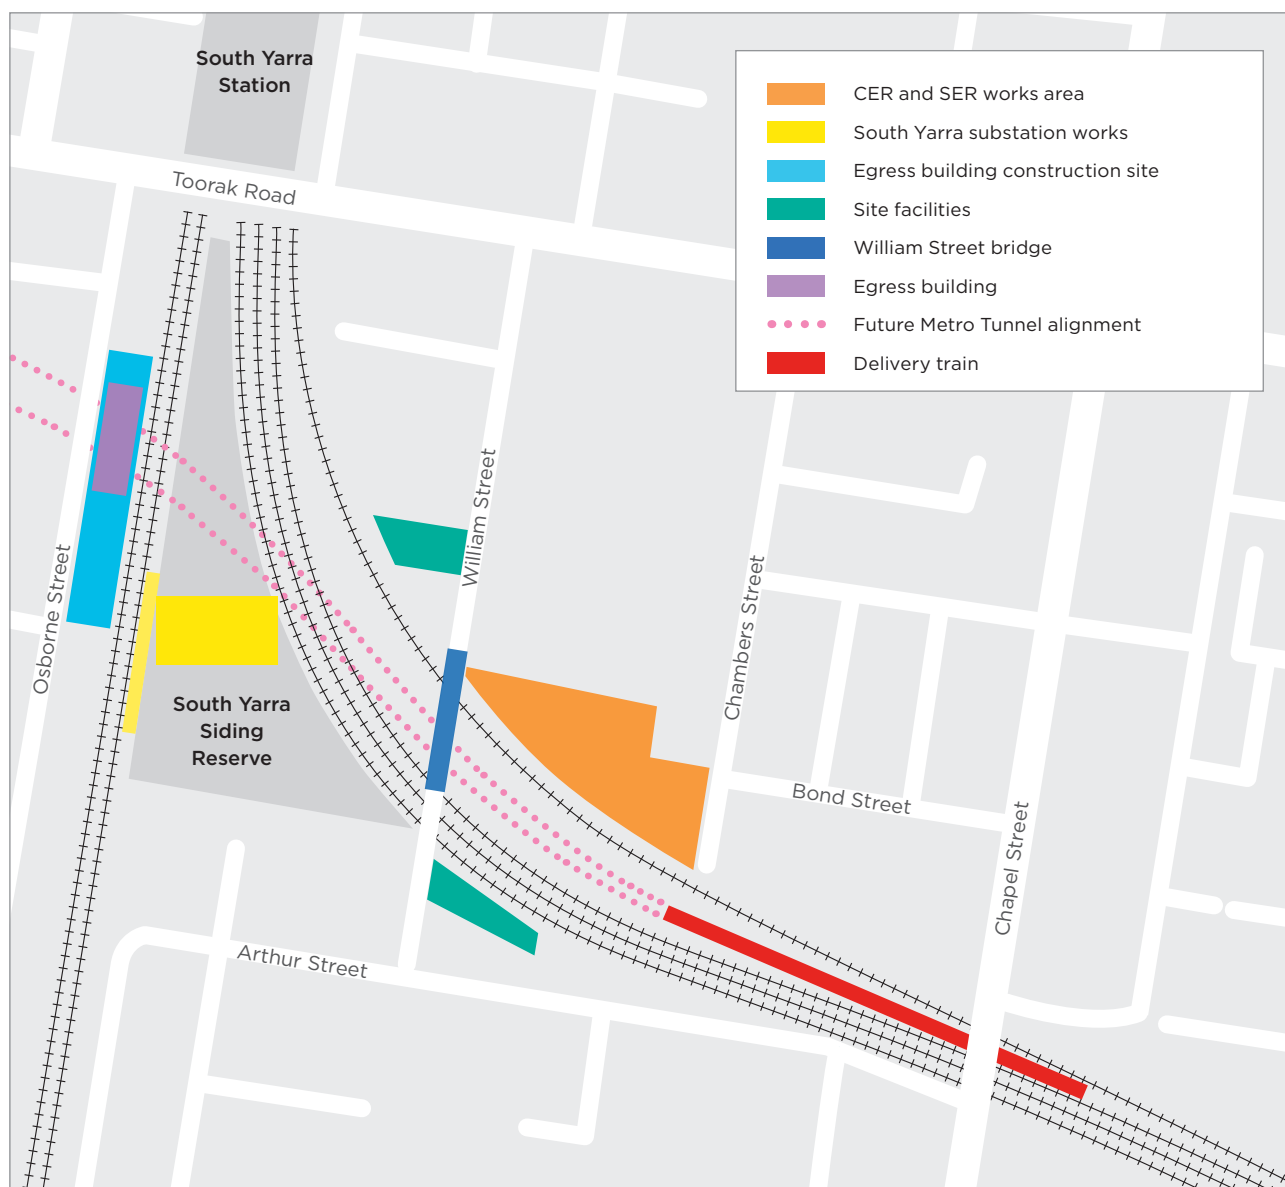 South Yarra
Station
Toorak Road
CER and SER works area
South Yarra substation works
Egress building construction site
Site facilities
William Street bridge
Egress building
Future Metro Tunnel alignment
Delivery train
William Street
Osborne Street
Chambers Street
South Yarra
Siding
Reserve
Bond Street
Chapel Street
Arthur Street